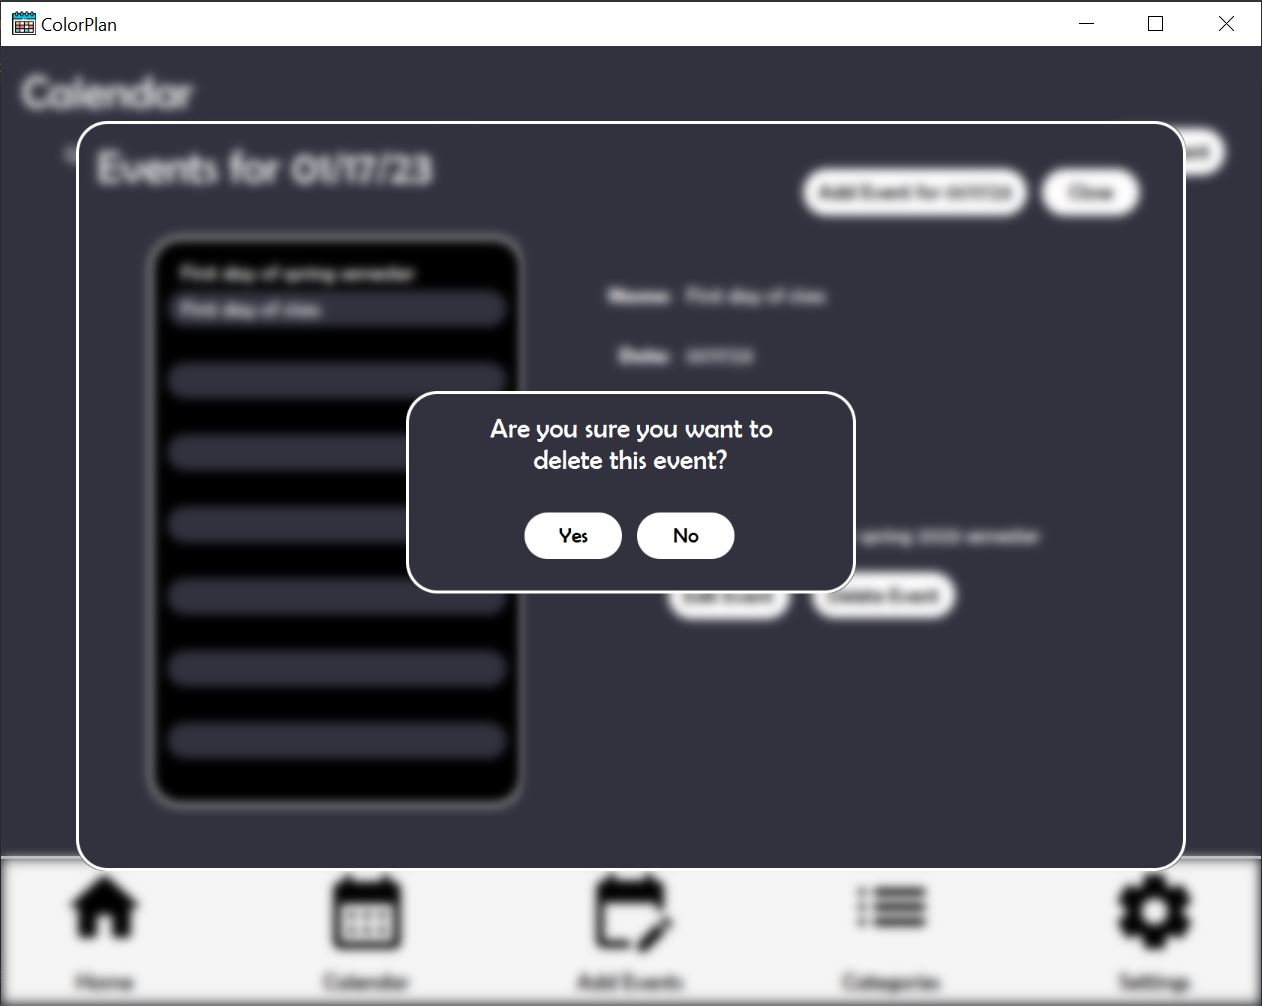 ColorPlan
Calendar
Events for 01/17/23
Add Event for 01/17/23
Close
First day of spring semester
First day of class
Name: First day of class
Date: 01/17/23
Are you sure you want to
delete this event?
Yes
No
spring 2023 semester
Edit Event
Delete Event
Home
Calendar
Add Events
Categories
Settings